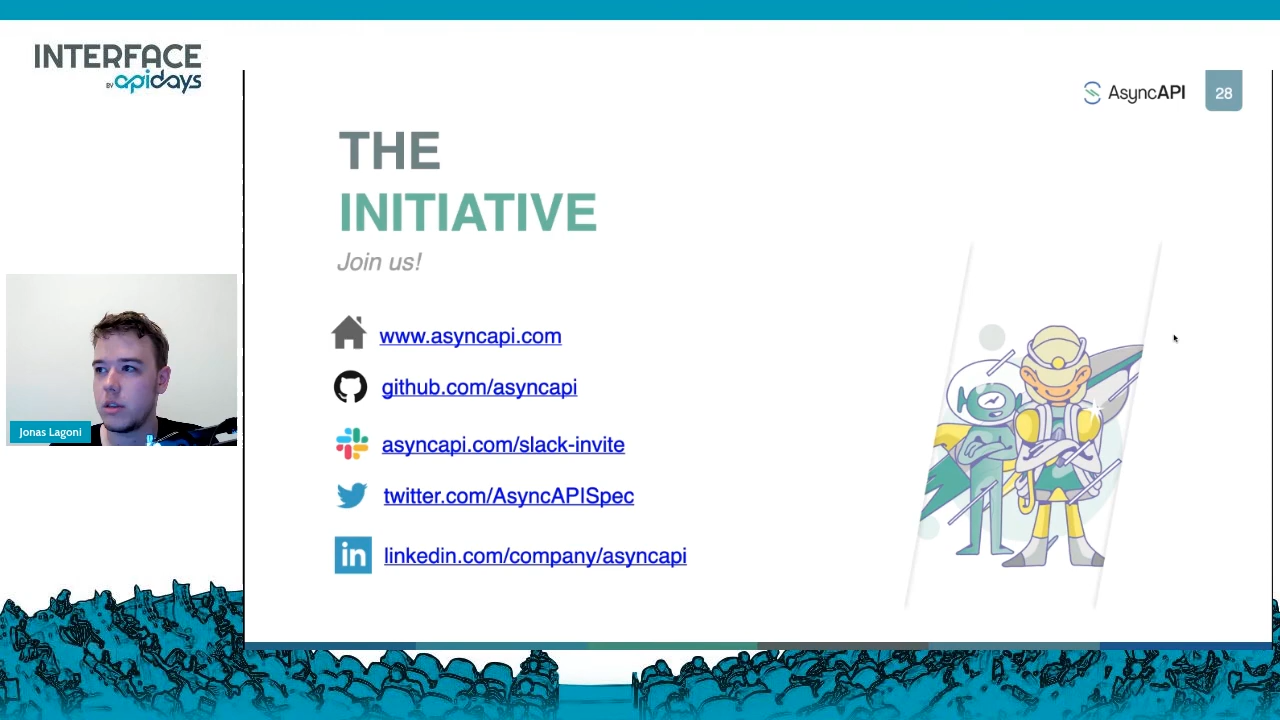 INTERFACE
BY apidays
AsyncAPI
28
THE
INITIATIVE
Join us!
www.asyncapi.com
github.com/asyncapi
asyncapi.com/slack-invite
twitter.com/AsyncAPISpec
in linkedin.com/company/asyncapi
Jonas Lagoni